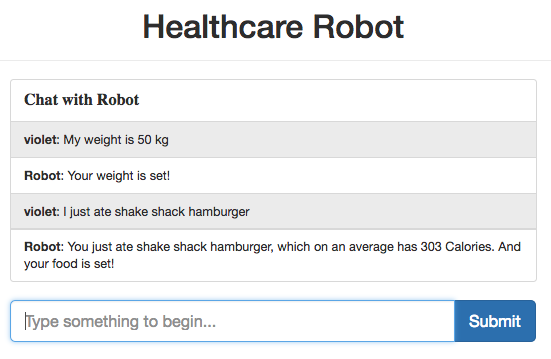 Healthcare Robot
Chat with Robot
violet: My weight is 50 kg
Robot: Your weight is set!
violet: I just ate shake shack hamburger
Robot: You just ate shake shack hamburger, which on an average has 303 Calories. And
your food is set!
Type something to begin...
Submit